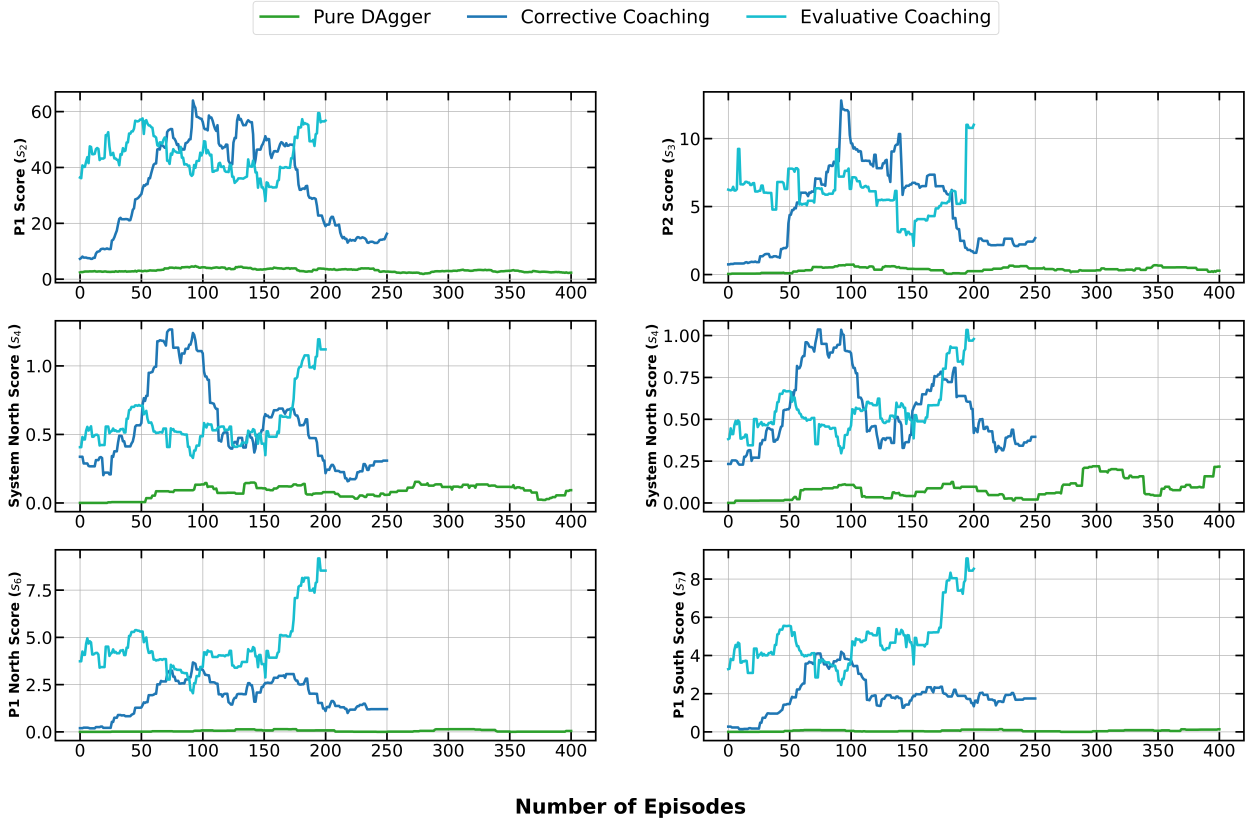 Pure DAgger Corrective Coaching Evaluative Coaching
P1 Score (s₂)
60
40
20
0
0 50 100 150 200 250 300 350 400
P2 Score (s₃)
10
5
0
0 50 100 150 200 250 300 350 400
System North Score (s₄)
1.0
0.5
0.0
0 50 100 150 200 250 300 350 400
System North Score (s₄)
1.00
0.75
0.50
0.25
0.00
0 50 100 150 200 250 300 350 400
P1 North Score (s₆)
7.5
5.0
2.5
0.0
0 50 100 150 200 250 300 350 400
P1 South Score (s₇)
8
6
4
2
0
0 50 100 150 200 250 300 350 400
Number of Episodes